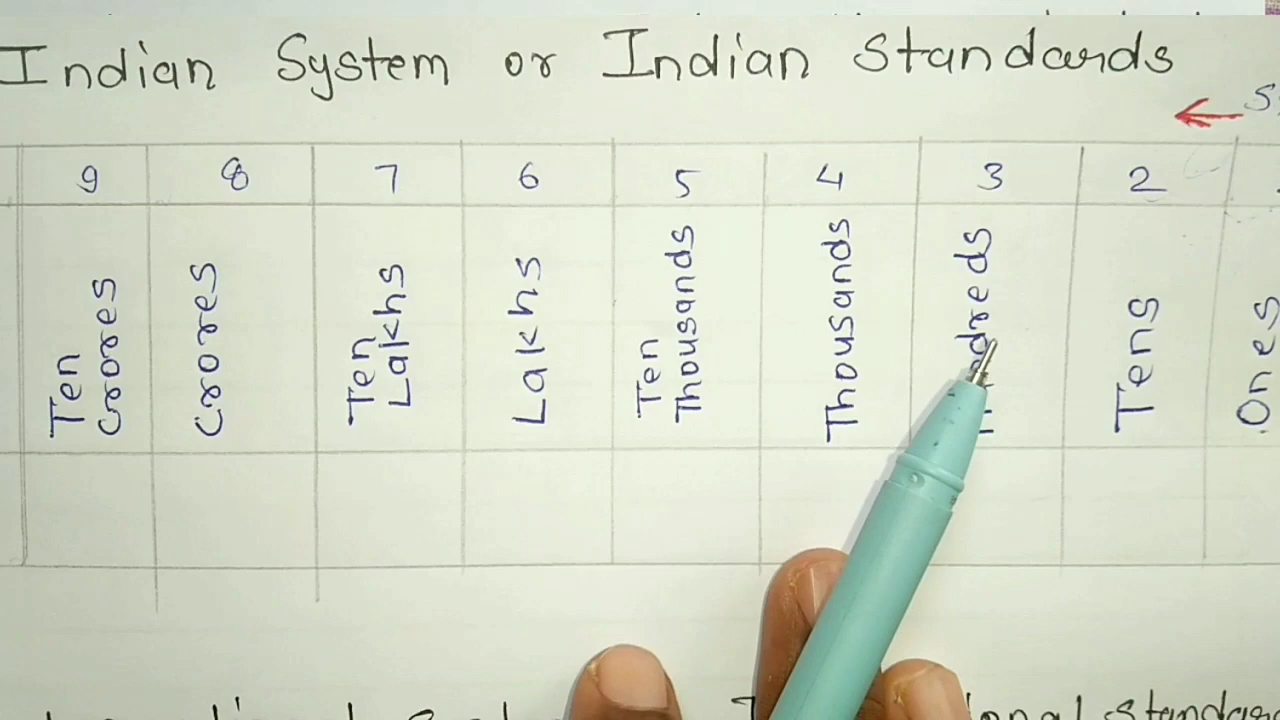 Indian System or Indian Standards
9 8 7 6 5 4 3 2
Ten Crores
Crores
Ten Lakhs
Lakhs
Ten Thousands
Thousands
Tens
Ones